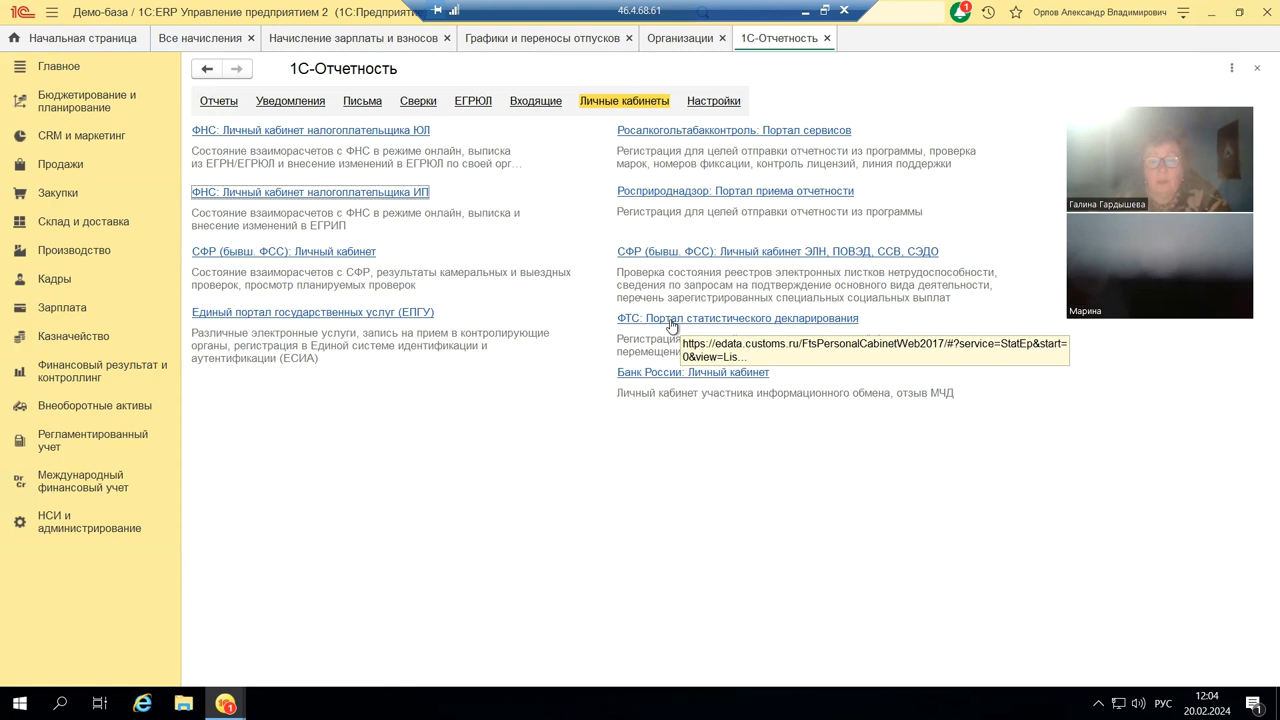 Демо-база / 1С:ERP Управление предприятием 2 (1С:Предприяти
46.4.68.61
1
Орлов Александр Владимирович
Начальная страница
Все начисления ×
Начисление зарплаты и взносов ×
Графики и переносы отпусков ×
Организации ×
1С-Отчетность ×
Главное
Бюджетирование и
планирование
CRM и маркетинг
Продажи
Закупки
Склад и доставка
Производство
Кадры
Зарплата
Казначейство
Финансовый результат и
контроллинг
Внеоборотные активы
Регламентированный
учет
Международный
финансовый учет
НСИ и
администрирование
1С-Отчетность
Отчеты Уведомления Письма Сверки ЕГРЮЛ Входящие Личные кабинеты Настройки
ФНС: Личный кабинет налогоплательщика ЮЛ
Состояние взаиморасчетов с ФНС в режиме онлайн, выписка
из ЕГРН/ЕГРЮЛ и внесение изменений в ЕГРЮЛ по своей орг…
ФНС: Личный кабинет налогоплательщика ИП
Состояние взаиморасчетов с ФНС в режиме онлайн, выписка и
внесение изменений в ЕГРИП
СФР (бывш. ФСС): Личный кабинет
Состояние взаиморасчетов с СФР, результаты камеральных и выездных
проверок, просмотр планируемых проверок
Единый портал государственных услуг (ЕПГУ)
Различные электронные услуги, запись на прием в контролирующие
органы, регистрация в Единой системе идентификации и
аутентификации (ЕСИА)
Росалкогольтабакконтроль: Портал сервисов
Регистрация для целей отправки отчетности из программы, проверка
марок, номеров фиксации, контроль лицензий, линия поддержки
Росприроднадзор: Портал приема отчетности
Регистрация для целей отправки отчетности из программы
СФР (бывш. ФСС): Личный кабинет ЭЛН, ПОВЭД, ССВ, СЭДО
Проверка состояния реестров электронных листков нетрудоспособности,
сведения по запросам на подтверждение основного вида деятельности,
перечень зарегистрированных специальных социальных выплат
ФТС: Портал статистического декларирования
Регистрация
перемещени
https://edata.customs.ru/FtsPersonalCabinetWeb2017/#?service=StatEp&start=
0&view=Lis...
Банк России: Личный кабинет
Личный кабинет участника информационного обмена, отзыв МЧД
Галина Гардышева
Марина
Dr
Cr
1
РУС
12:04
20.02.2024
1